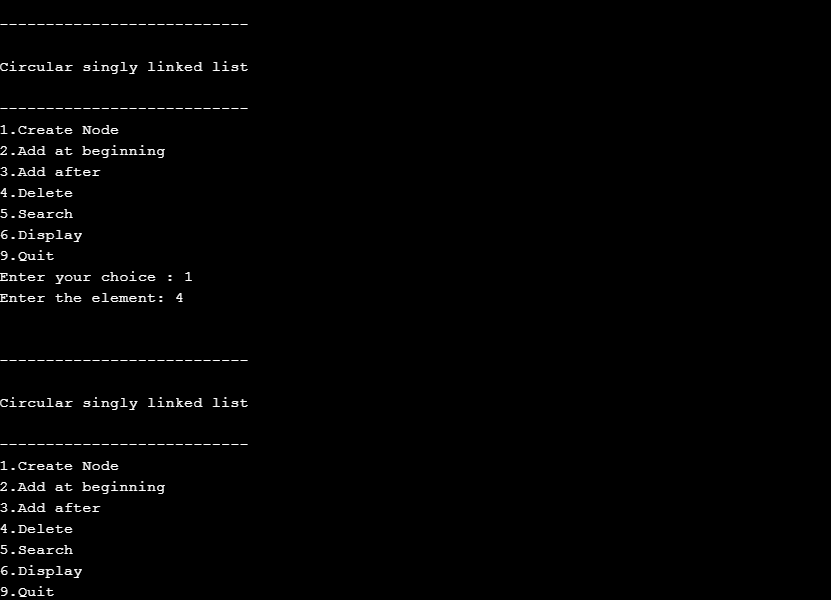 ---------------------------
Circular singly linked list
---------------------------
1.Create Node
2.Add at beginning
3.Add after
4.Delete
5.Search
6.Display
9.Quit
Enter your choice : 1
Enter the element: 4
---------------------------
Circular singly linked list
---------------------------
1.Create Node
2.Add at beginning
3.Add after
4.Delete
5.Search
6.Display
9.Quit